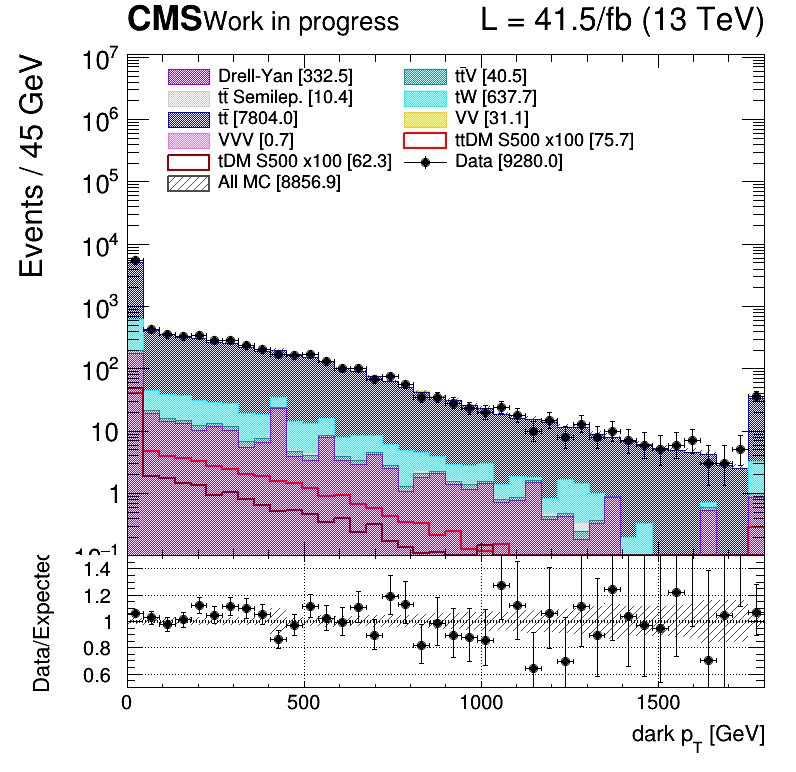 CMS Work in progress L = 41.5/fb (13 TeV)
Events / 45 GeV
10⁷
10⁶
10⁵
10⁴
10³
10²
10
1
10⁻¹
Drell-Yan [332.5]
tt̄V [40.5]
tt̄ Semilep. [10.4]
tW [637.7]
tt̄ [7804.0]
VV [31.1]
VVV [0.7]
ttDM S500 x100 [75.7]
tDM S500 x100 [62.3]
Data [9280.0]
All MC [8856.9]
Data/Expected
1.4
1.2
1
0.8
0.6
0 500 1000 1500
dark p_T [GeV]